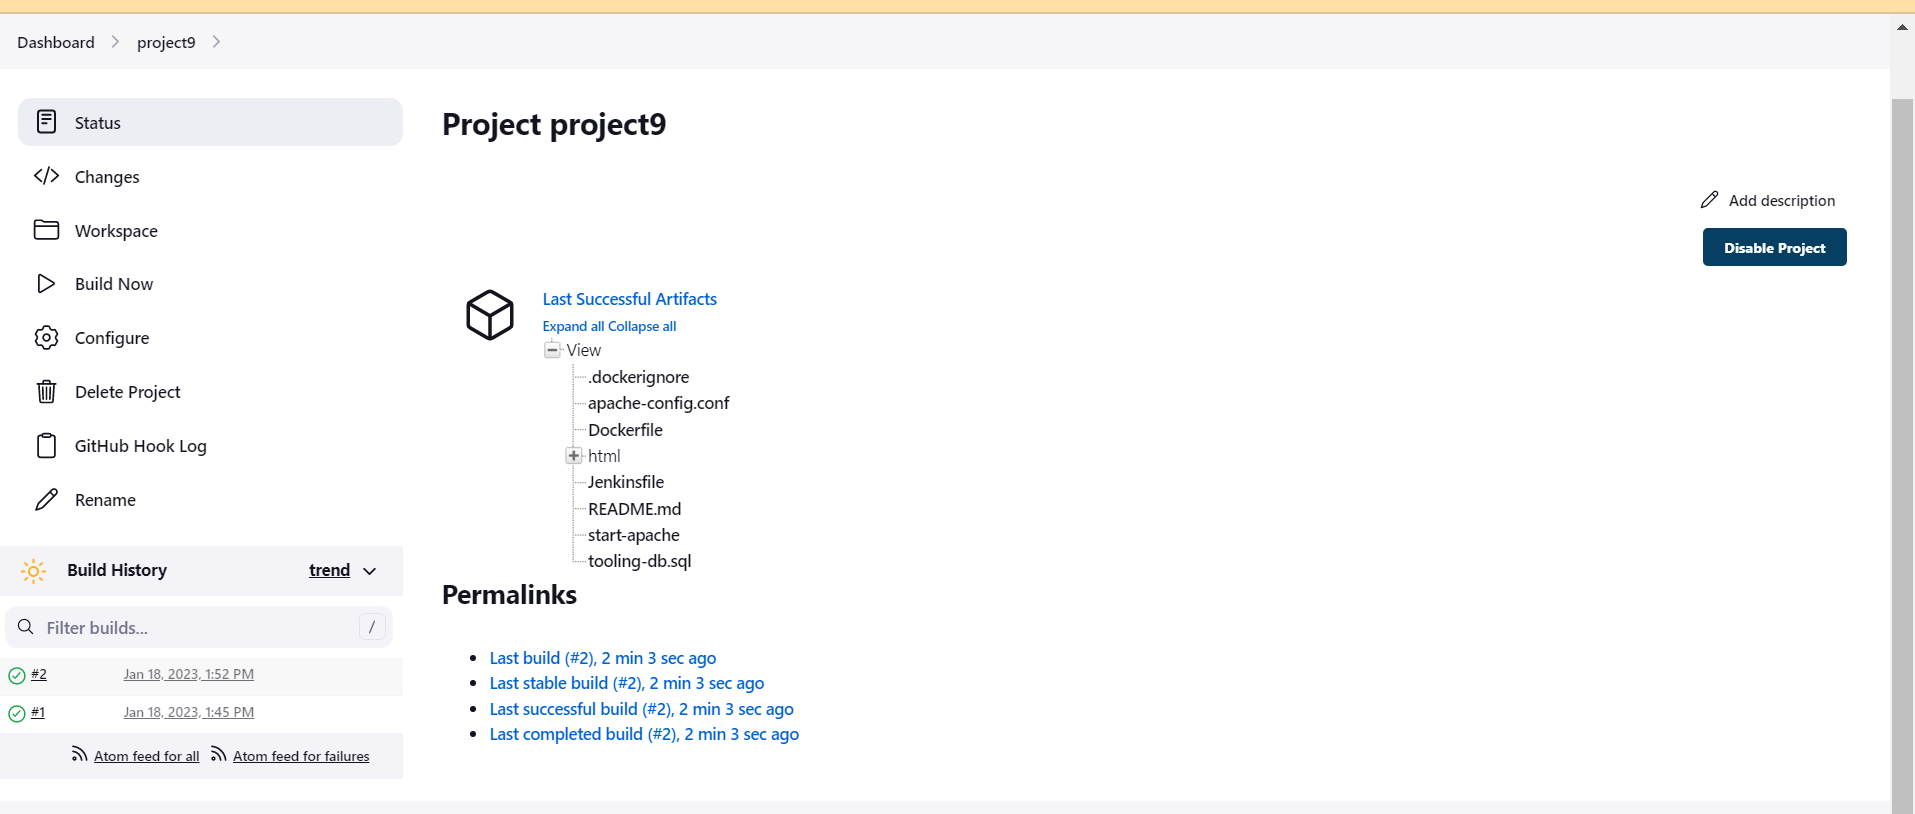 Dashboard project9
Status
Changes
Workspace
Build Now
Configure
Delete Project
GitHub Hook Log
Rename
Build History trend
Filter builds... /
#2 Jan 18, 2023, 1:52 PM
#1 Jan 18, 2023, 1:45 PM
Atom feed for all Atom feed for failures
Project project9
Add description
Disable Project
Last Successful Artifacts
Expand all Collapse all
View
.dockerignore
apache-config.conf
Dockerfile
html
Jenkinsfile
README.md
start-apache
tooling-db.sql
Permalinks
Last build (#2), 2 min 3 sec ago
Last stable build (#2), 2 min 3 sec ago
Last successful build (#2), 2 min 3 sec ago
Last completed build (#2), 2 min 3 sec ago